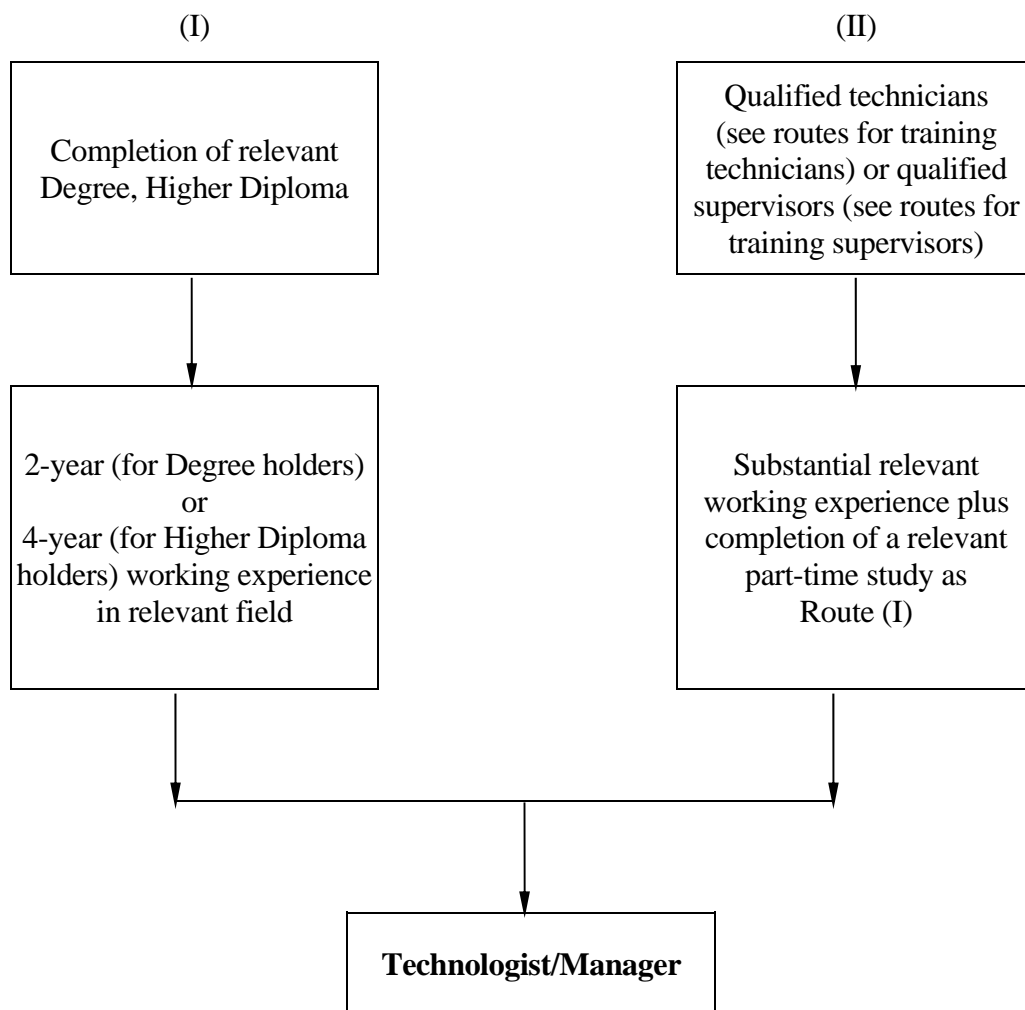 (I)
Completion of relevant
Degree, Higher Diploma
2-year (for Degree holders)
or
4-year (for Higher Diploma
holders) working experience
in relevant field
(II)
Qualified technicians
(see routes for training
technicians) or qualified
supervisors (see routes for
training supervisors)
Substantial relevant
working experience plus
completion of a relevant
part-time study as
Route (I)
Technologist/Manager